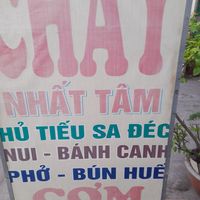 CHAY
NHẤT TÂM
HỦ TIẾU SA ĐÉC
NUI - BÁNH CANH
PHỞ - BÚN HUẾ
CƠM